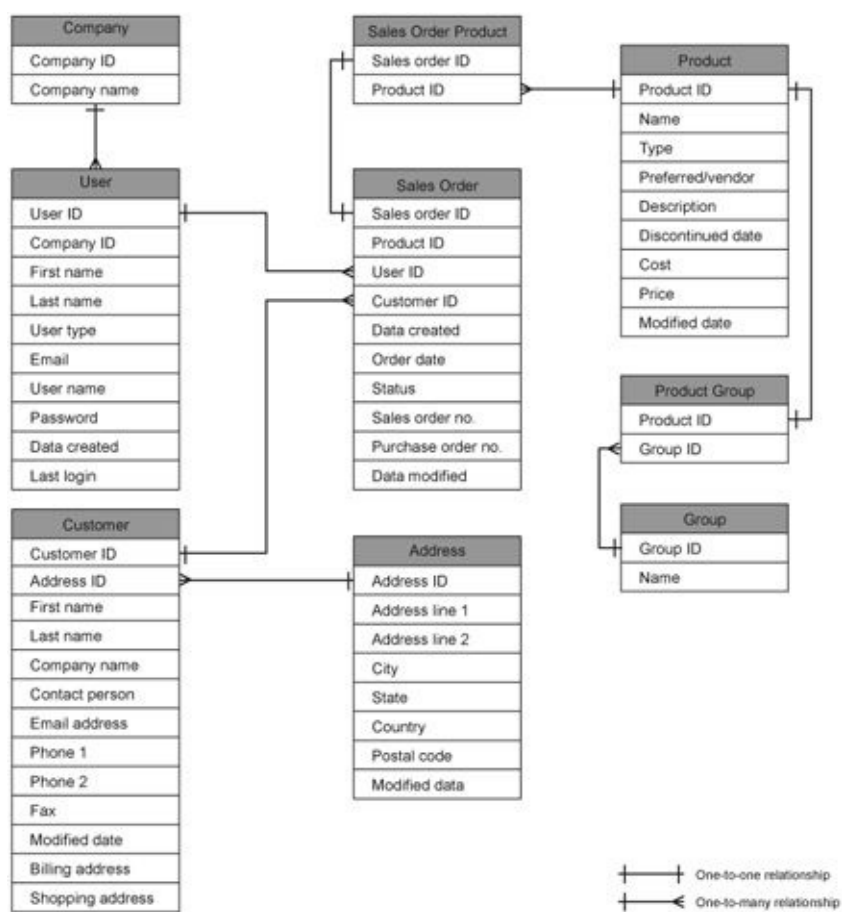 Company
Company ID
Company name
User
User ID
Company ID
First name
Last name
User type
Email
User name
Password
Data created
Last login
Customer
Customer ID
Address ID
First name
Last name
Company name
Contact person
Email address
Phone 1
Phone 2
Fax
Modified date
Billing address
Shopping address
Sales Order Product
Sales order ID
Product ID
Sales Order
Sales order ID
Product ID
User ID
Customer ID
Data created
Order date
Status
Sales order no.
Purchase order no.
Data modified
Address
Address ID
Address line 1
Address line 2
City
State
Country
Postal code
Modified data
Product
Product ID
Name
Type
Preferred/vendor
Description
Discontinued date
Cost
Price
Modified date
Product Group
Product ID
Group ID
Group
Group ID
Name
One-to-one relationship
One-to-many relationship